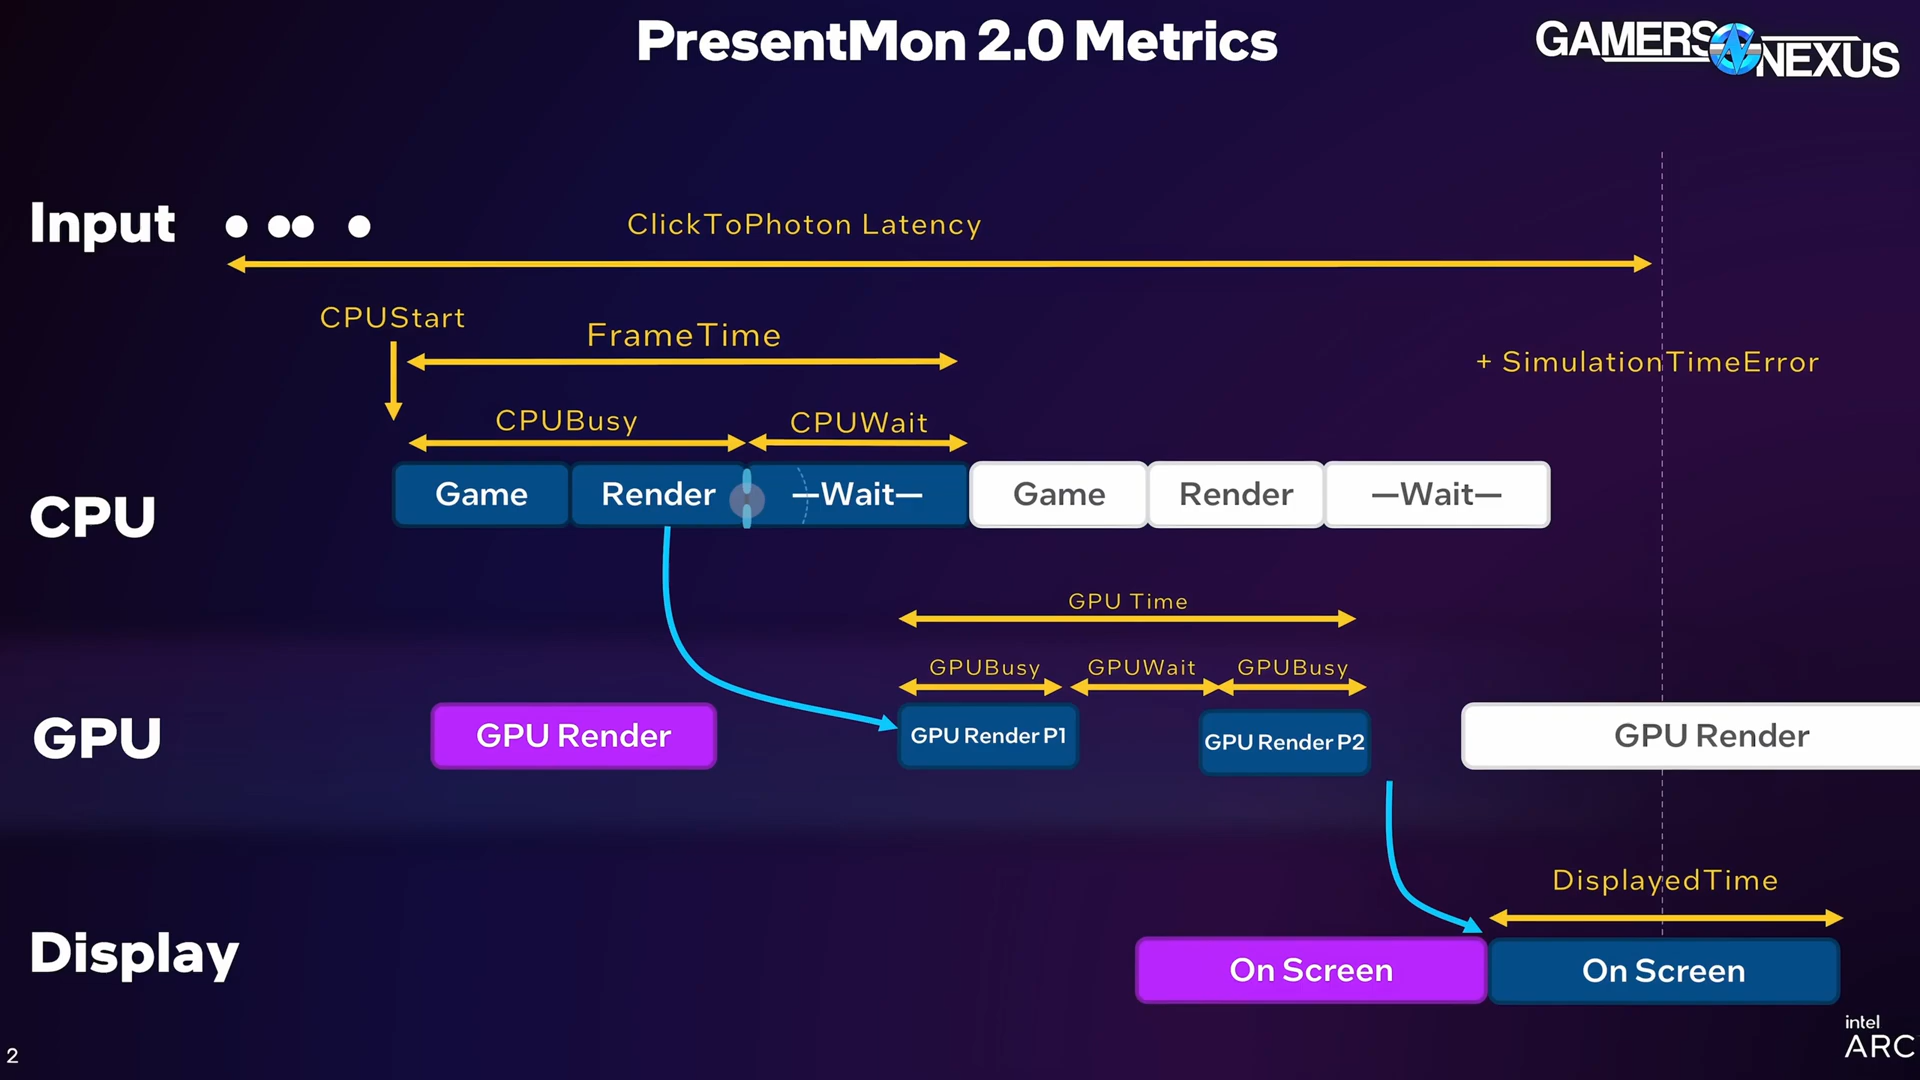 PresentMon 2.0 Metrics
GAMERS NEXUS
Input
ClickToPhoton Latency
CPUStart
FrameTime
+ SimulationTimeError
CPUBusy
CPUWait
CPU
Game
Render
—Wait—
Game
Render
—Wait—
GPU Time
GPUBusy
GPUWait
GPUBusy
GPU
GPU Render
GPU Render P1
GPU Render P2
GPU Render
DisplayedTime
Display
On Screen
On Screen
intel
ARC
2